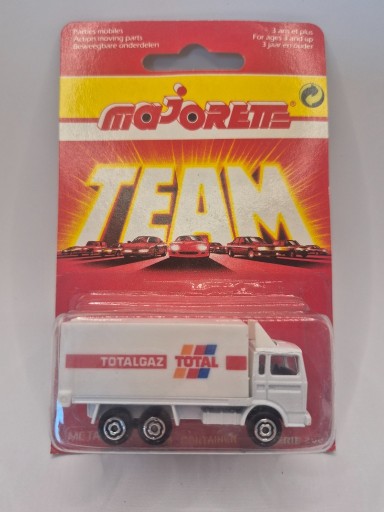 Parties mobiles
Action moving parts
Beweegbare onderdelen
3 ans et plus
For ages 3 and up
3 jaar en ouder
MAJORETTE
TEAM
TOTALGAZ TOTAL